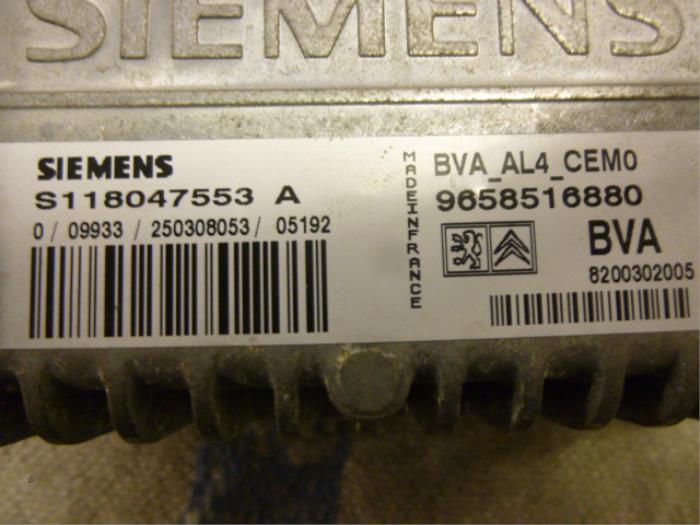 SIEMENS
SIEMENS
S118047553 A
0 / 09933 / 250308053 / 05192
MADEINFRANCE
BVA_AL4_CEM0
9658516880
BVA
8200302005